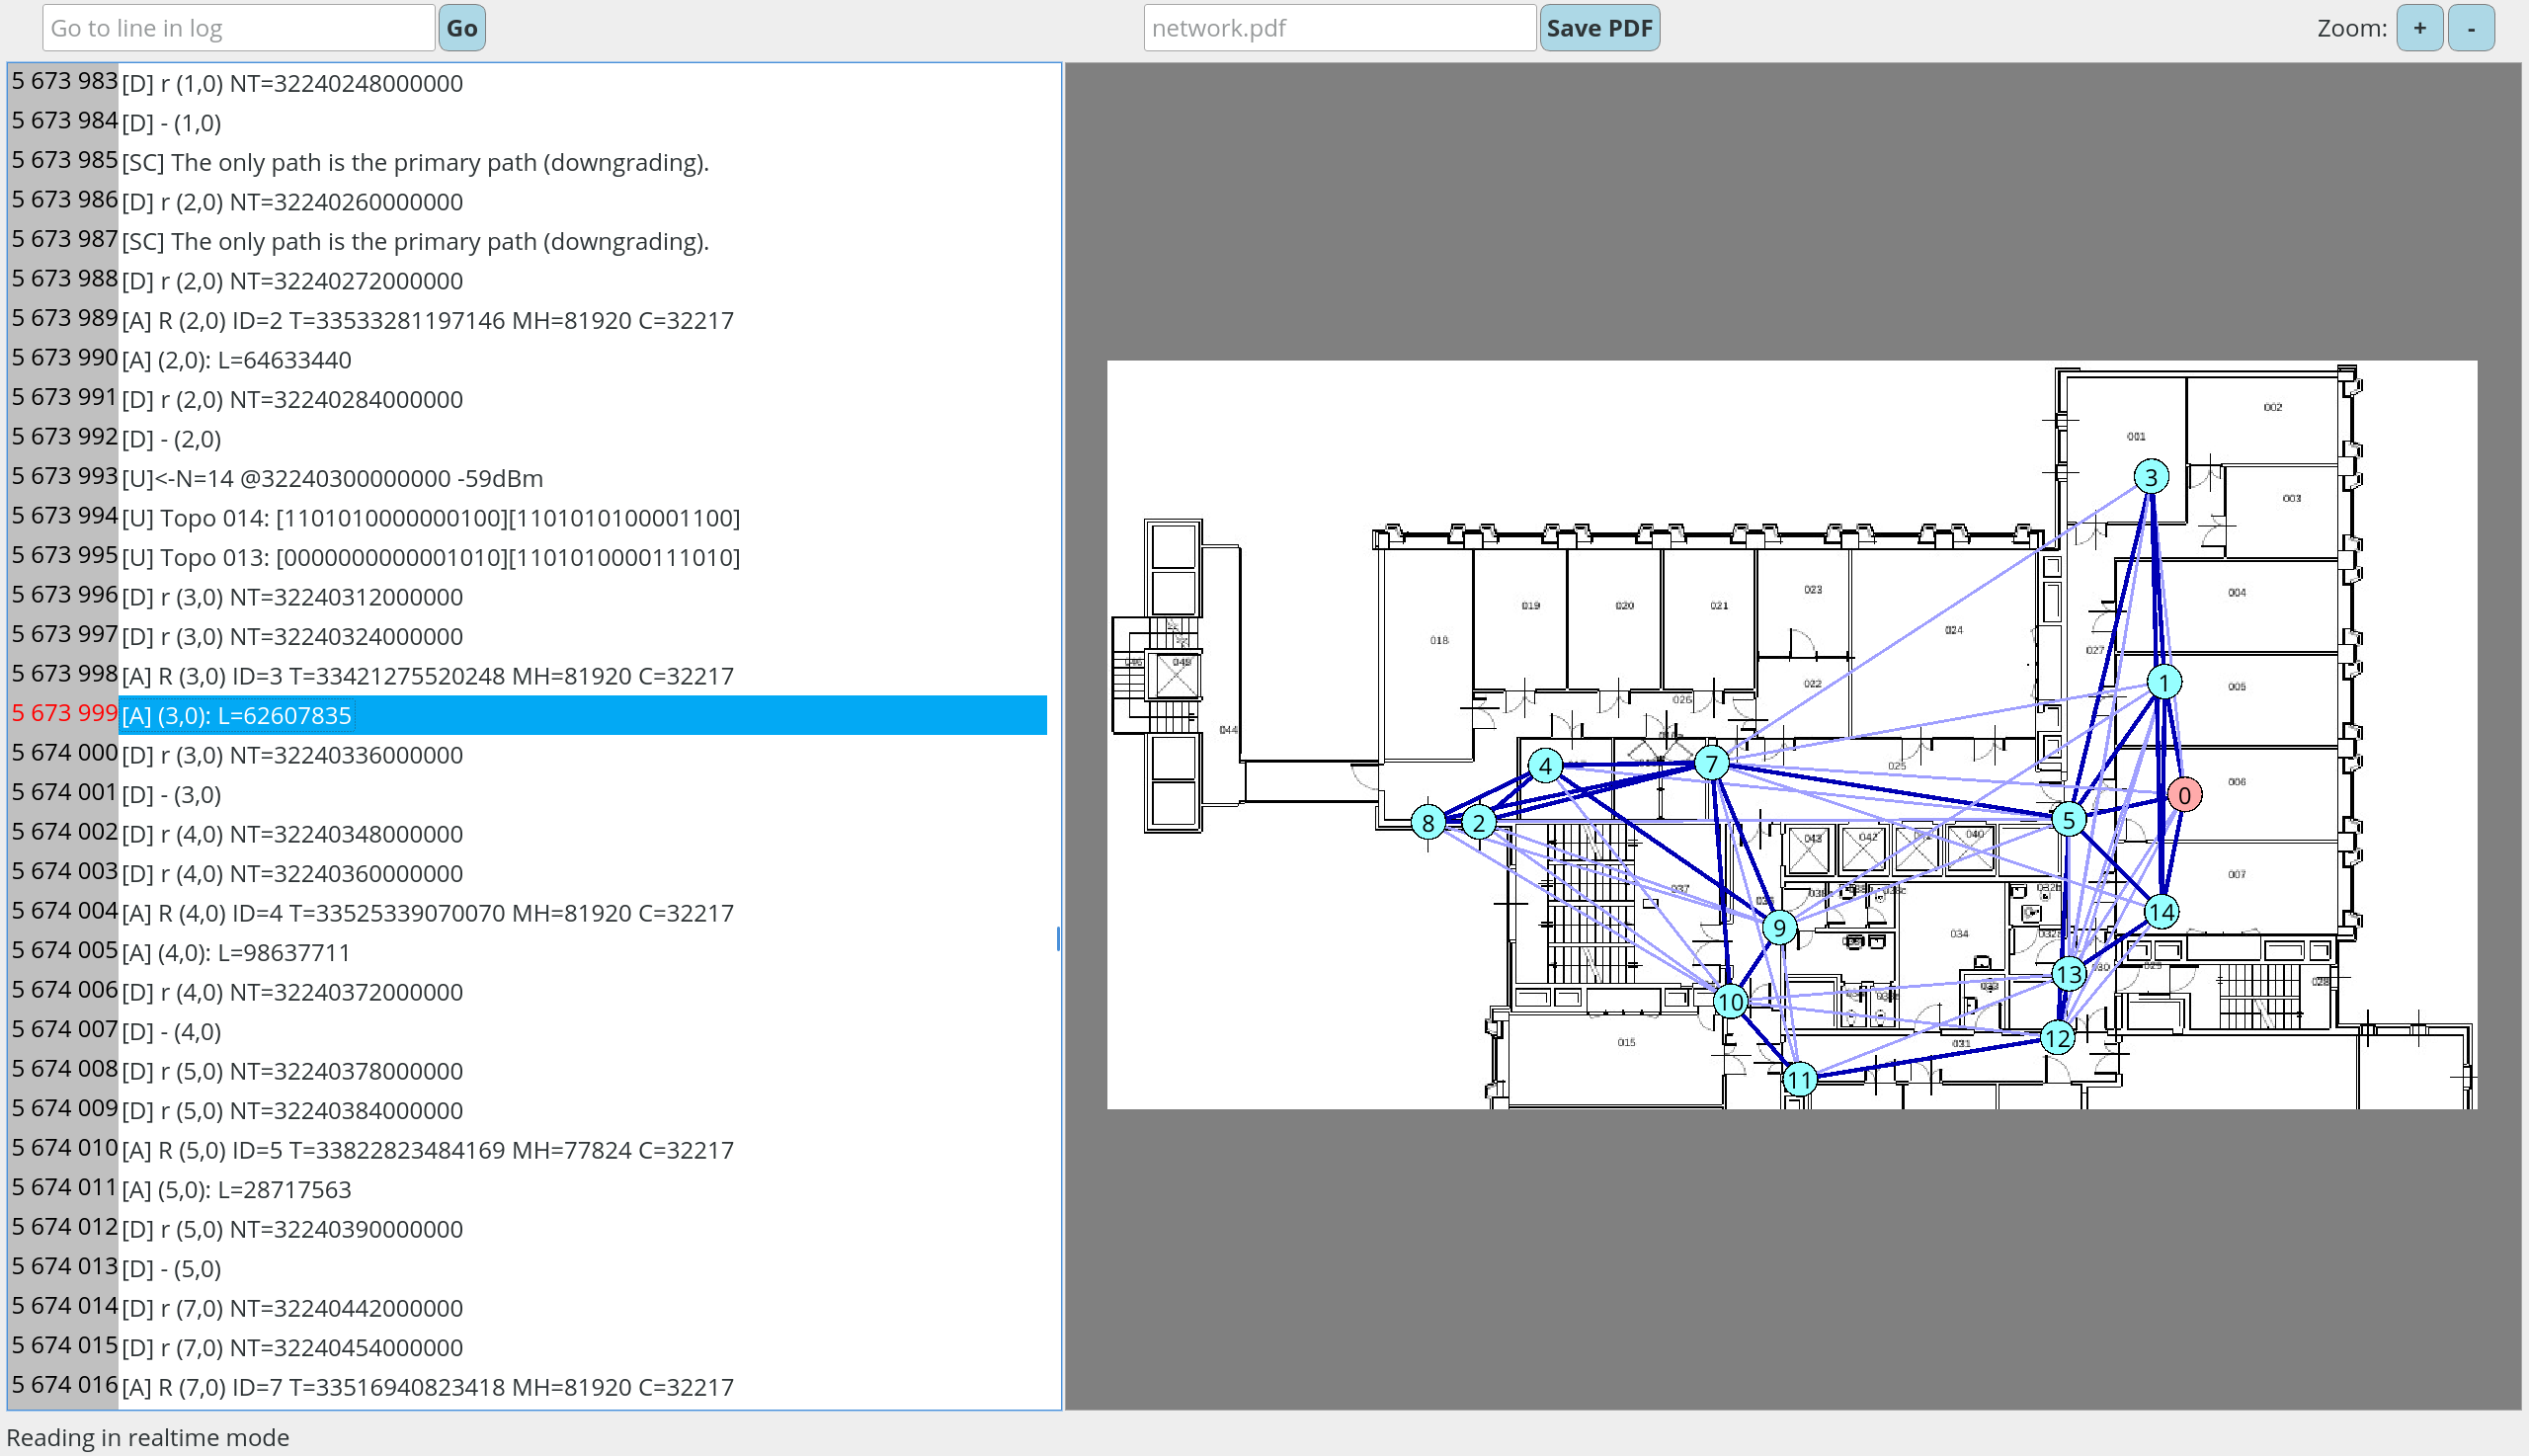 Go to line in log Go
network.pdf Save PDF
Zoom: + -
5 673 983 [D] r (1,0) NT=32240248000000
5 673 984 [D] - (1,0)
5 673 985 [SC] The only path is the primary path (downgrading).
5 673 986 [D] r (2,0) NT=32240260000000
5 673 987 [SC] The only path is the primary path (downgrading).
5 673 988 [D] r (2,0) NT=32240272000000
5 673 989 [A] R (2,0) ID=2 T=33533281197146 MH=81920 C=32217
5 673 990 [A] (2,0): L=64633440
5 673 991 [D] r (2,0) NT=32240284000000
5 673 992 [D] - (2,0)
5 673 993 [U]<-N=14 @32240300000000 -59dBm
5 673 994 [U] Topo 014: [1101010000000100][1101010100001100]
5 673 995 [U] Topo 013: [0000000000001010][1101010000111010]
5 673 996 [D] r (3,0) NT=32240312000000
5 673 997 [D] r (3,0) NT=32240324000000
5 673 998 [A] R (3,0) ID=3 T=33421275520248 MH=81920 C=32217
5 673 999 [A] (3,0): L=62607835
5 674 000 [D] r (3,0) NT=32240336000000
5 674 001 [D] - (3,0)
5 674 002 [D] r (4,0) NT=32240348000000
5 674 003 [D] r (4,0) NT=32240360000000
5 674 004 [A] R (4,0) ID=4 T=33525339070070 MH=81920 C=32217
5 674 005 [A] (4,0): L=98637711
5 674 006 [D] r (4,0) NT=32240372000000
5 674 007 [D] - (4,0)
5 674 008 [D] r (5,0) NT=32240378000000
5 674 009 [D] r (5,0) NT=32240384000000
5 674 010 [A] R (5,0) ID=5 T=33822823484169 MH=77824 C=32217
5 674 011 [A] (5,0): L=28717563
5 674 012 [D] r (5,0) NT=32240390000000
5 674 013 [D] - (5,0)
5 674 014 [D] r (7,0) NT=32240442000000
5 674 015 [D] r (7,0) NT=32240454000000
5 674 016 [A] R (7,0) ID=7 T=33516940823418 MH=81920 C=32217
002
001
3
003
004
023
019
020
021
024
018
027
022
1
005
026
044
4
7
025
006
0
8
2
5
043
042
040
037
007
14
9
034
13
029
028
10
12
015
031
11
Reading in realtime mode